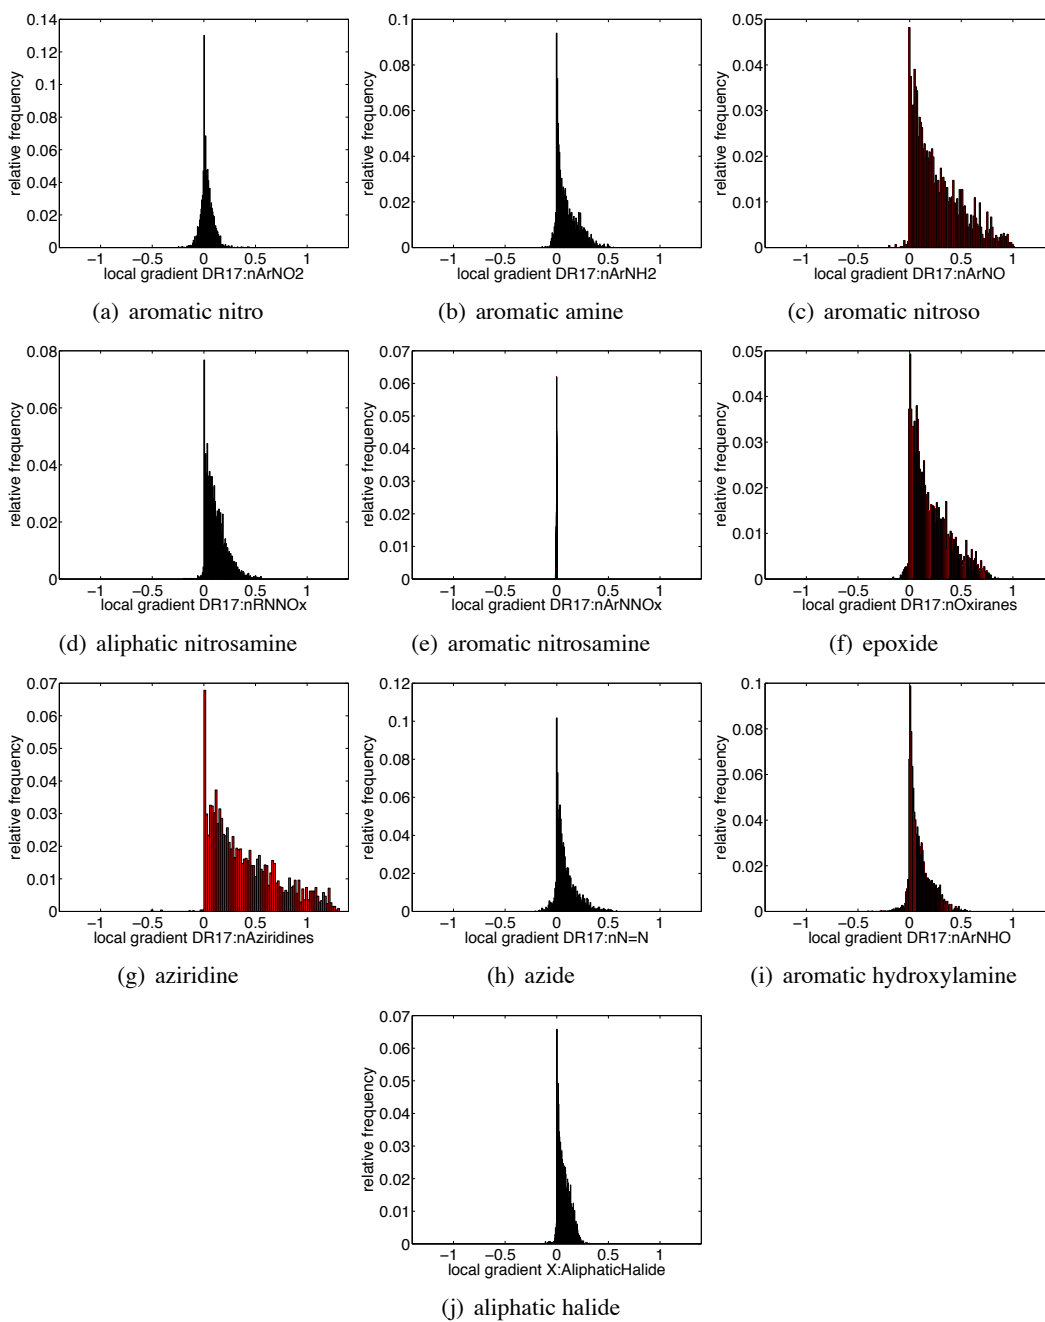 0.14
0.12
0.1
0.08
0.06
0.04
0.02
0
relative frequency
−1 −0.5 0 0.5 1
local gradient DR17:nArNO2
(a) aromatic nitro
0.1
0.08
0.06
0.04
0.02
0
relative frequency
−1 −0.5 0 0.5 1
local gradient DR17:nArNH2
(b) aromatic amine
0.05
0.04
0.03
0.02
0.01
0
relative frequency
−1 −0.5 0 0.5 1
local gradient DR17:nArNO
(c) aromatic nitroso
0.08
0.06
0.04
0.02
0
relative frequency
−1 −0.5 0 0.5 1
local gradient DR17:nRNNOx
(d) aliphatic nitrosamine
0.07
0.06
0.05
0.04
0.03
0.02
0.01
0
relative frequency
−1 −0.5 0 0.5 1
local gradient DR17:nArNNOx
(e) aromatic nitrosamine
0.05
0.04
0.03
0.02
0.01
0
relative frequency
−1 −0.5 0 0.5 1
local gradient DR17:nOxiranes
(f) epoxide
0.07
0.06
0.05
0.04
0.03
0.02
0.01
0
relative frequency
−1 −0.5 0 0.5 1
local gradient DR17:nAziridines
(g) aziridine
0.12
0.1
0.08
0.06
0.04
0.02
0
relative frequency
−1 −0.5 0 0.5 1
local gradient DR17:nN=N
(h) azide
0.1
0.08
0.06
0.04
0.02
0
relative frequency
−1 −0.5 0 0.5 1
local gradient DR17:nArNHO
(i) aromatic hydroxylamine
0.07
0.06
0.05
0.04
0.03
0.02
0.01
0
relative frequency
−1 −0.5 0 0.5 1
local gradient X:AliphaticHalide
(j) aliphatic halide